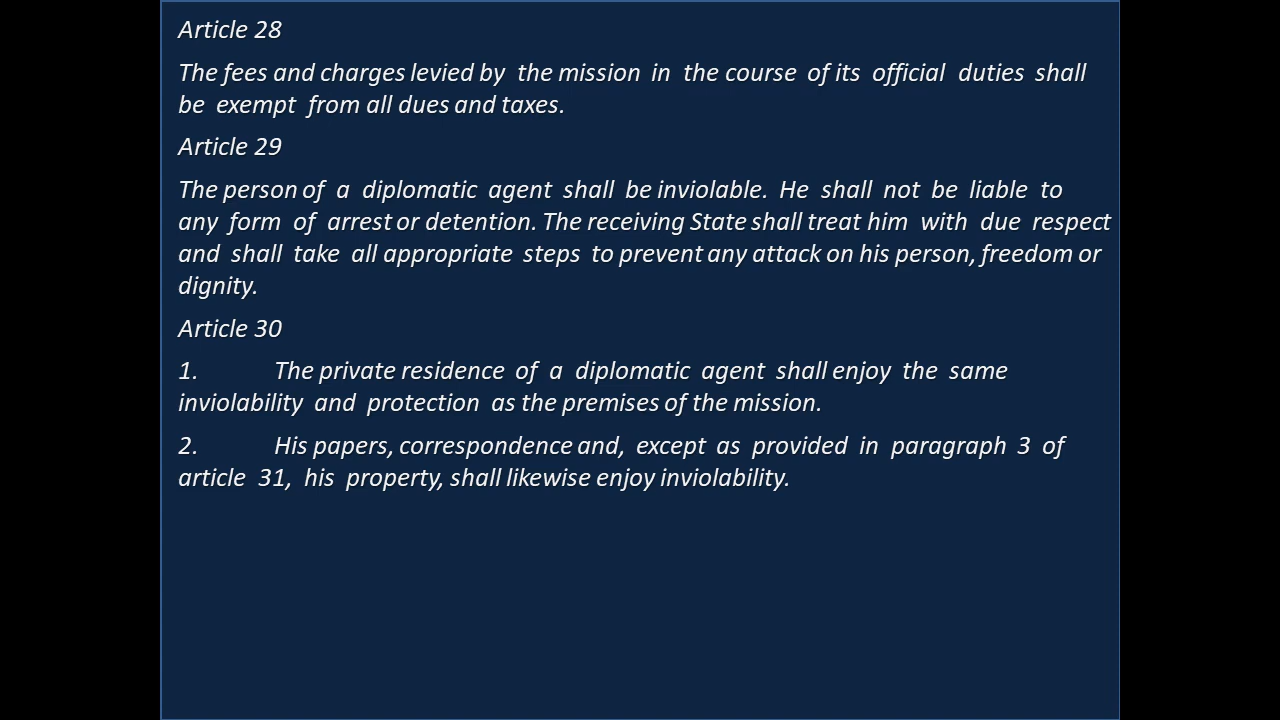 Article 28
The fees and charges levied by the mission in the course of its official duties shall
be exempt from all dues and taxes.
Article 29
The person of a diplomatic agent shall be inviolable. He shall not be liable to
any form of arrest or detention. The receiving State shall treat him with due respect
and shall take all appropriate steps to prevent any attack on his person, freedom or
dignity.
Article 30
1. The private residence of a diplomatic agent shall enjoy the same
inviolability and protection as the premises of the mission.
2. His papers, correspondence and, except as provided in paragraph 3 of
article 31, his property, shall likewise enjoy inviolability.